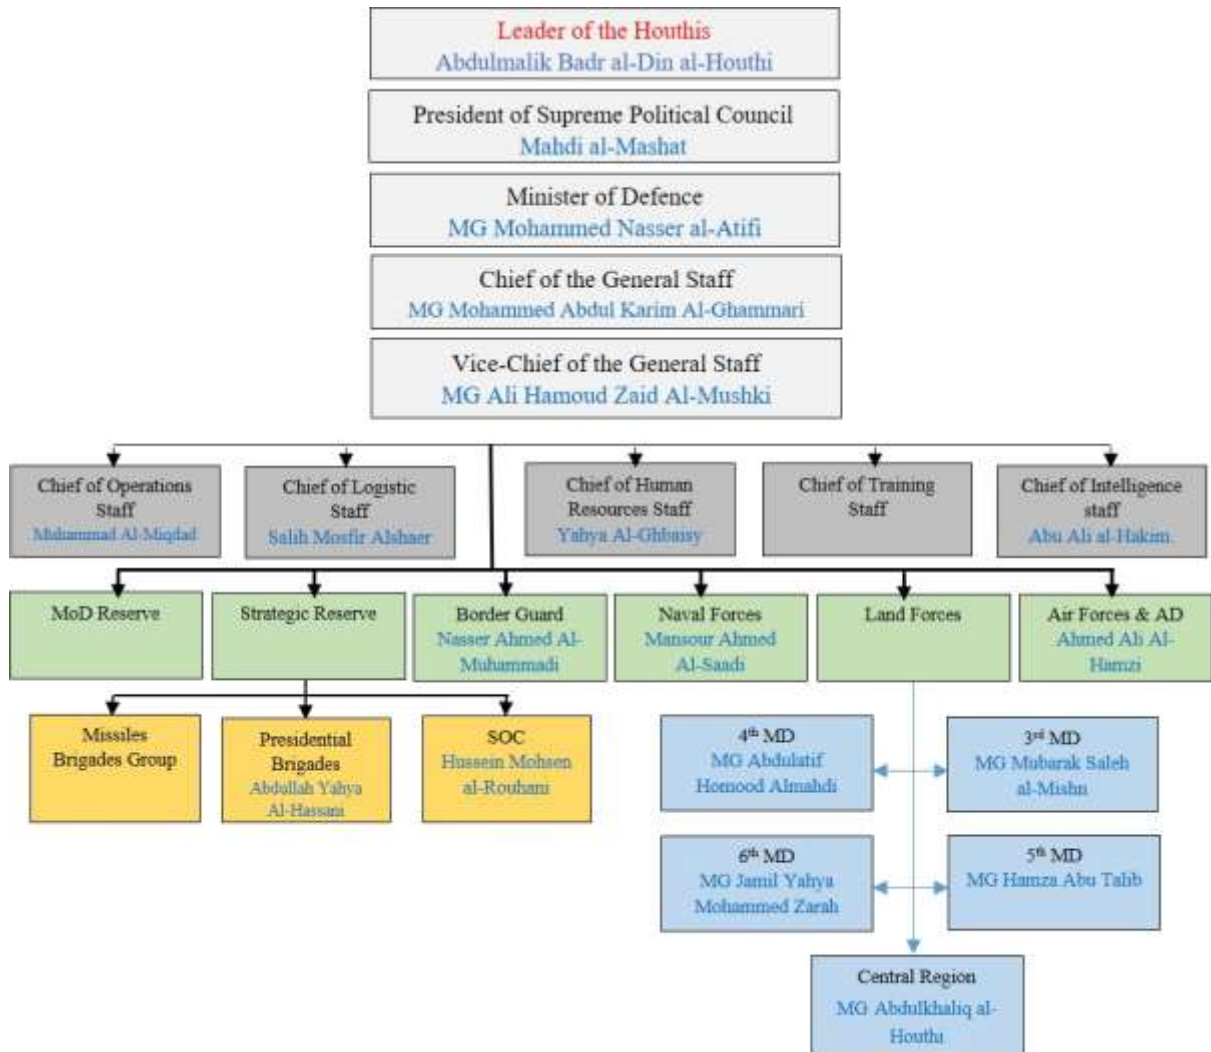 Leader of the Houthis
Abdulmalik Badr al-Din al-Houthi
President of Supreme Political Council
Mahdi al-Mashat
Minister of Defence
MG Mohammed Nasser al-Atifi
Chief of the General Staff
MG Mohammed Abdul Karim Al-Ghammari
Vice-Chief of the General Staff
MG Ali Hamoud Zaid Al-Mushki
Chief of Operations
Staff
Muhammad Al-Miqdad
Chief of Logistic
Staff
Salih Mosfir Alshaer
Chief of Human
Resources Staff
Yahya Al-Ghbaisy
Chief of Training
Staff
Chief of Intelligence
staff
Abu Ali al-Hakim
MoD Reserve
Strategic Reserve
Border Guard
Nasser Ahmed Al-
Muhammadi
Naval Forces
Mansour Ahmed
Al-Saadi
Land Forces
Air Forces & AD
Ahmed Ali Al-
Hamzi
Missiles
Brigades Group
Presidential
Brigades
Abdullah Yahya
Al-Hassani
SOC
Hussein Mohsen
al-Rouhani
4th MD
MG Abdulatif
Homood Almahdi
3rd MD
MG Mubarak Saleh
al-Mishn
6th MD
MG Jamil Yahya
Mohammed Zarah
5th MD
MG Hamza Abu Talib
Central Region
MG Abdulkhaliq al-
Houthi